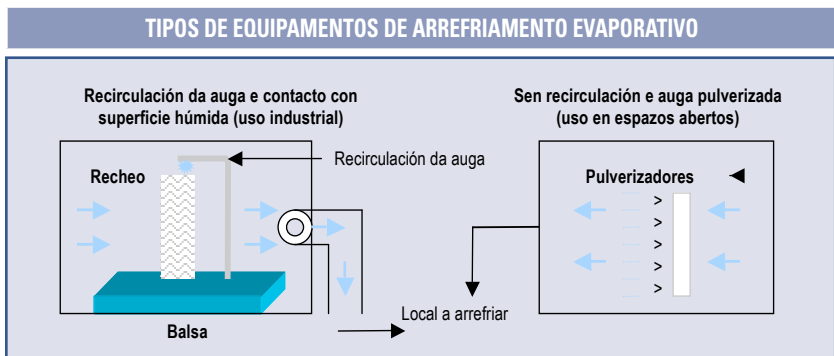 TIPOS DE EQUIPAMENTOS DE ARREFRIAMENTO EVAPORATIVO
Recirculación da auga e contacto con
superficie húmida (uso industrial)
Recirculación da auga
Recheo
Balsa
Sen recirculación e auga pulverizada
(uso en espazos abertos)
Pulverizadores
>
>
>
>
>
Local a arrefriar